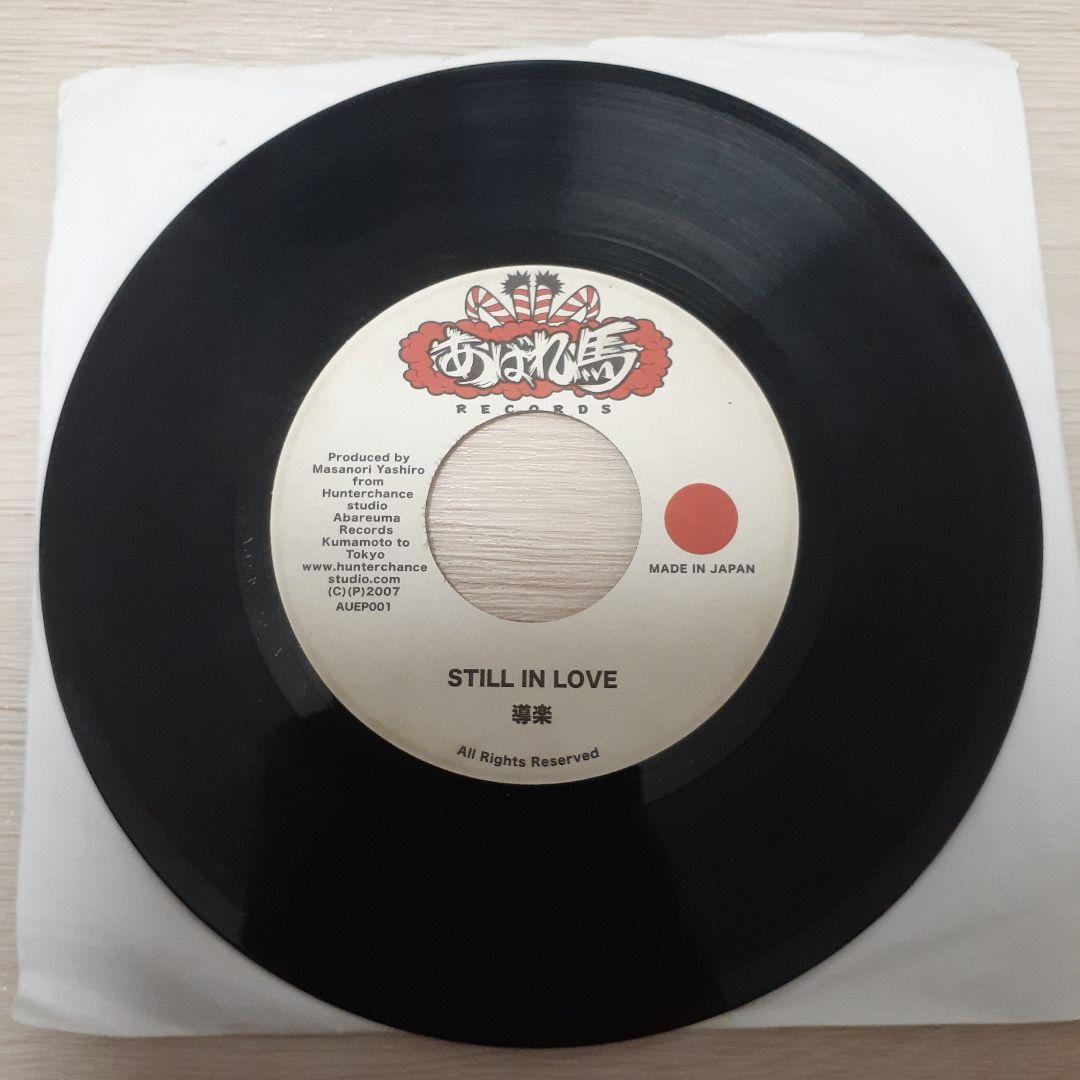 あばれ馬
RECORDS
Produced by
Masanori Yashiro
from
Hunterchance
studio
Abareuma
Records
Kumamoto to
Tokyo
www.hunterchance
studio.com
(C)(P)2007
AUEP001
MADE IN JAPAN
STILL IN LOVE
導楽
All Rights Reserved